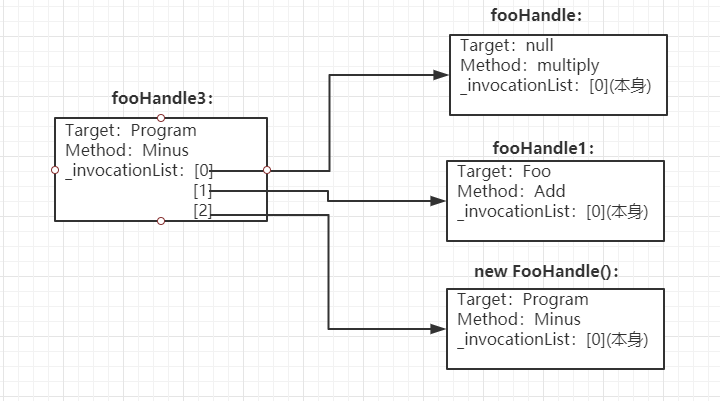 fooHandle3：
Target：Program
Method：Minus
_invocationList：[0]
[1]
[2]
fooHandle：
Target：null
Method：multiply
_invocationList：[0](本身)
fooHandle1：
Target：Foo
Method：Add
_invocationList：[0](本身)
new FooHandle()：
Target：Program
Method：Minus
_invocationList：[0](本身)